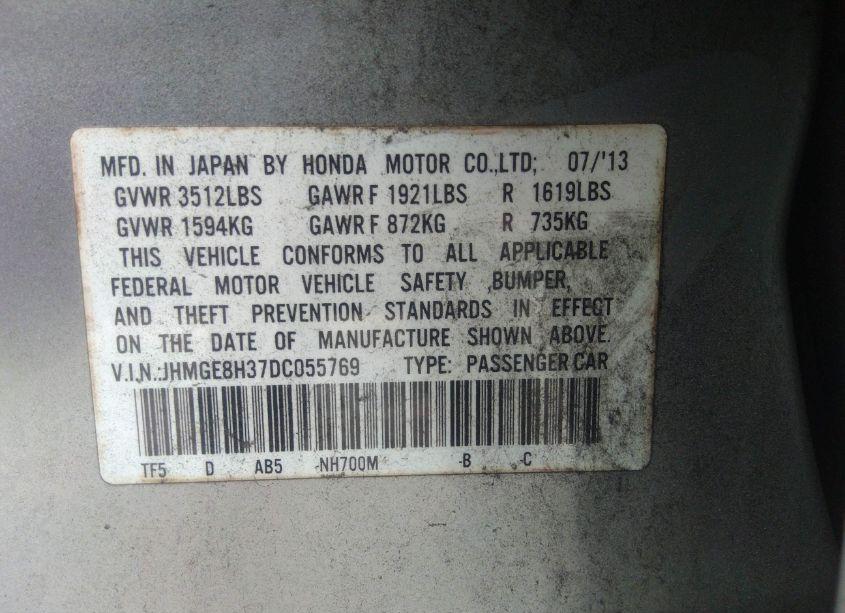 MFD. IN JAPAN BY HONDA MOTOR CO.,LTD; 07/'13
GVWR 3512LBS GAWR F 1921LBS R 1619LBS
GVWR 1594KG GAWR F 872KG R 735KG
THIS VEHICLE CONFORMS TO ALL APPLICABLE
FEDERAL MOTOR VEHICLE SAFETY ,BUMPER,
AND THEFT PREVENTION STANDARDS IN EFFECT
ON THE DATE OF MANUFACTURE SHOWN ABOVE.
V.I.N.:JHMGE8H37DC055769 TYPE: PASSENGER CAR
TF5 D AB5 -NH700M -B -C